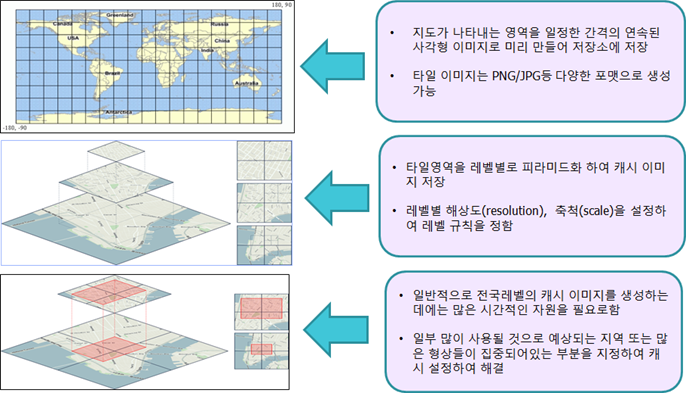 180, 90
Greenland
Canada
Russia
USA
China
India
Brazil
Australia
Antarctica
-180, -90
• 지도가 나타내는 영역을 일정한 간격의 연속된
사각형 이미지로 미리 만들어 저장소에 저장
• 타일 이미지는 PNG/JPG등 다양한 포맷으로 생성
가능
• 타일영역을 레벨별로 피라미드화 하여 캐시 이미
지 저장
• 레벨별 해상도(resolution), 축척(scale)을 설정하
여 레벨 규칙을 정함
• 일반적으로 전국레벨의 캐시 이미지를 생성하는
데에는 많은 시간적인 자원을 필요로함
• 일부 많이 사용될 것으로 예상되는 지역 또는 많
은 형상들이 집중되어있는 부분을 지정하여 캐
시 설정하여 해결